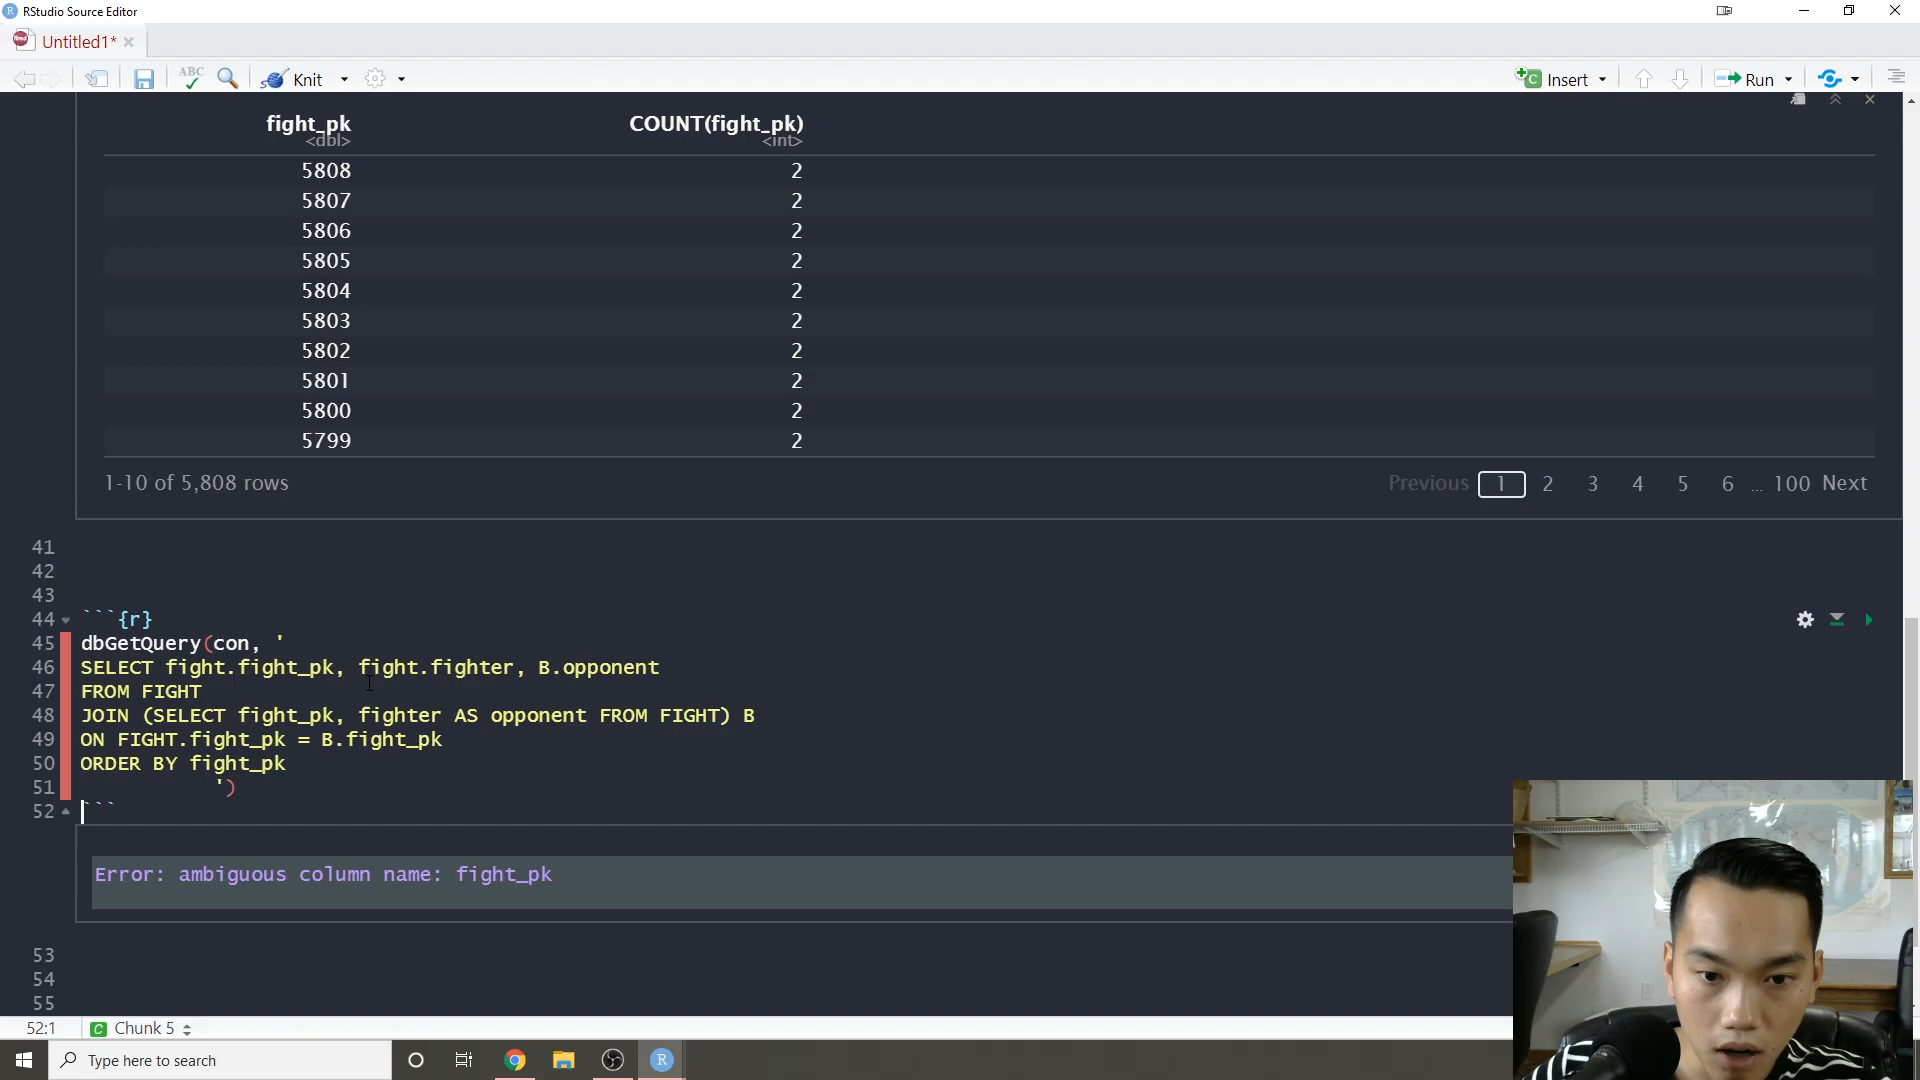 RStudio Source Editor
Untitled1*
ABC
Knit
Insert
Run
fight_pk
COUNT(fight_pk)
<dbl>
<int>
5808 2
5807 2
5806 2
5805 2
5804 2
5803 2
5802 2
5801 2
5800 2
5799 2
1-10 of 5,808 rows
Previous 1 2 3 4 5 6 ... 100 Next
41
42
43
44 ```{r}
45 dbGetQuery(con, '
46 SELECT fight.fight_pk, fight.fighter, B.opponent
47 FROM FIGHT
48 JOIN (SELECT fight_pk, fighter AS opponent FROM FIGHT) B
49 ON FIGHT.fight_pk = B.fight_pk
50 ORDER BY fight_pk
51 ')
52 ```
Error: ambiguous column name: fight_pk
53
54
55
52:1 C Chunk 5
Type here to search
R